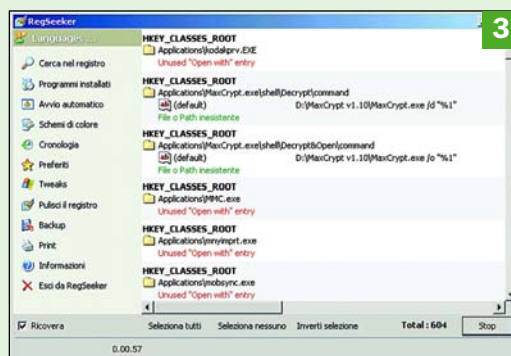 RegSeeker
3
Languages ...
Cerca nel registro
Programmi installati
Avvio automatico
Schemi di colore
Cronologia
Preferiti
Tweaks
Pulisci il registro
Backup
Print
Informazioni
Esci da RegSeeker
HKEY_CLASSES_ROOT
Applications\kodakprv.EXE
Unused "Open with" entry
HKEY_CLASSES_ROOT
Applications\MaxCrypt.exe\shell\Decrypt\command
ab (default) D:\MaxCrypt v1.10\MaxCrypt.exe /d "%1"
File o Path inesistente
HKEY_CLASSES_ROOT
Applications\MaxCrypt.exe\shell\Decrypt&Open\command
ab (default) D:\MaxCrypt v1.10\MaxCrypt.exe /o "%1"
File o Path inesistente
HKEY_CLASSES_ROOT
Applications\MMC.exe
Unused "Open with" entry
HKEY_CLASSES_ROOT
Applications\mnyimprt.exe
Unused "Open with" entry
HKEY_CLASSES_ROOT
Applications\mobsync.exe
Unused "Open with" entry
Ricovera Seleziona tutti Seleziona nessuno Inverti selezione Total : 604 Stop
0.00.57